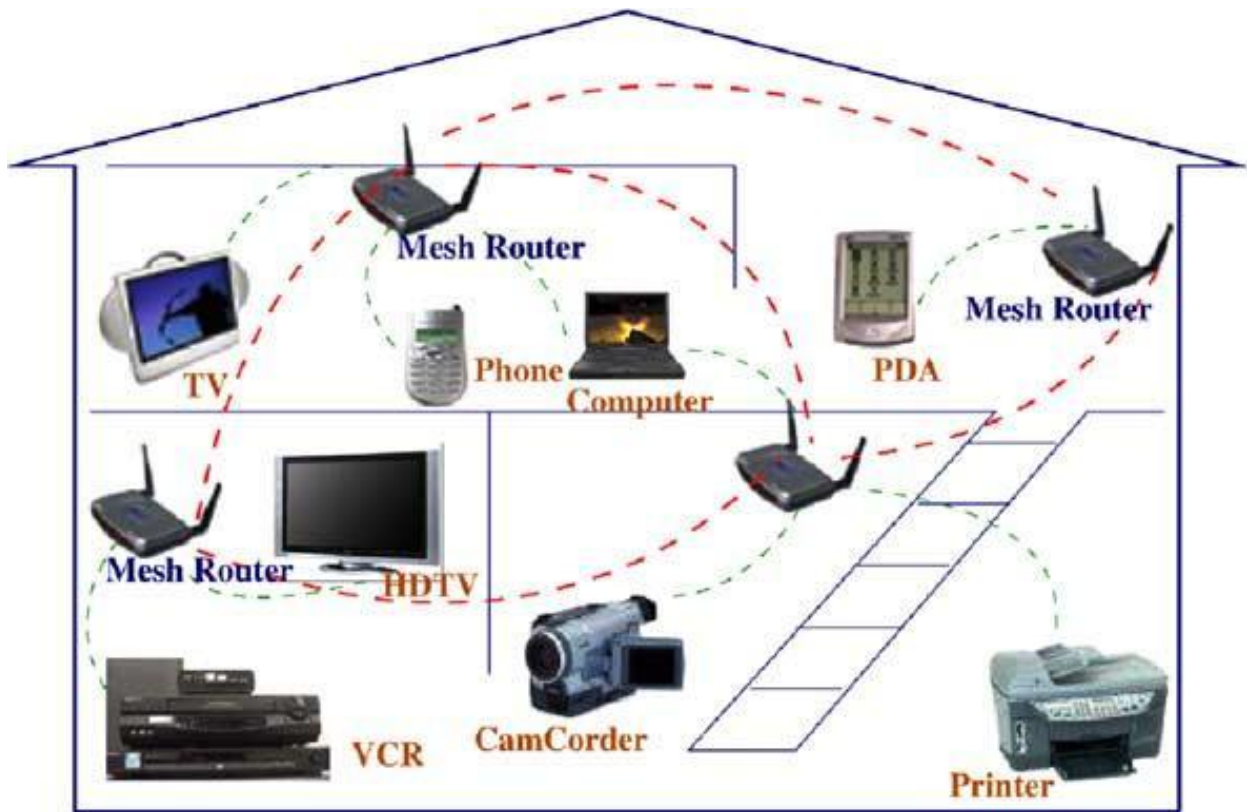 Mesh Router
Mesh Router
TV
Phone
Computer
PDA
Mesh Router
HDTV
VCR
CamCorder
Printer